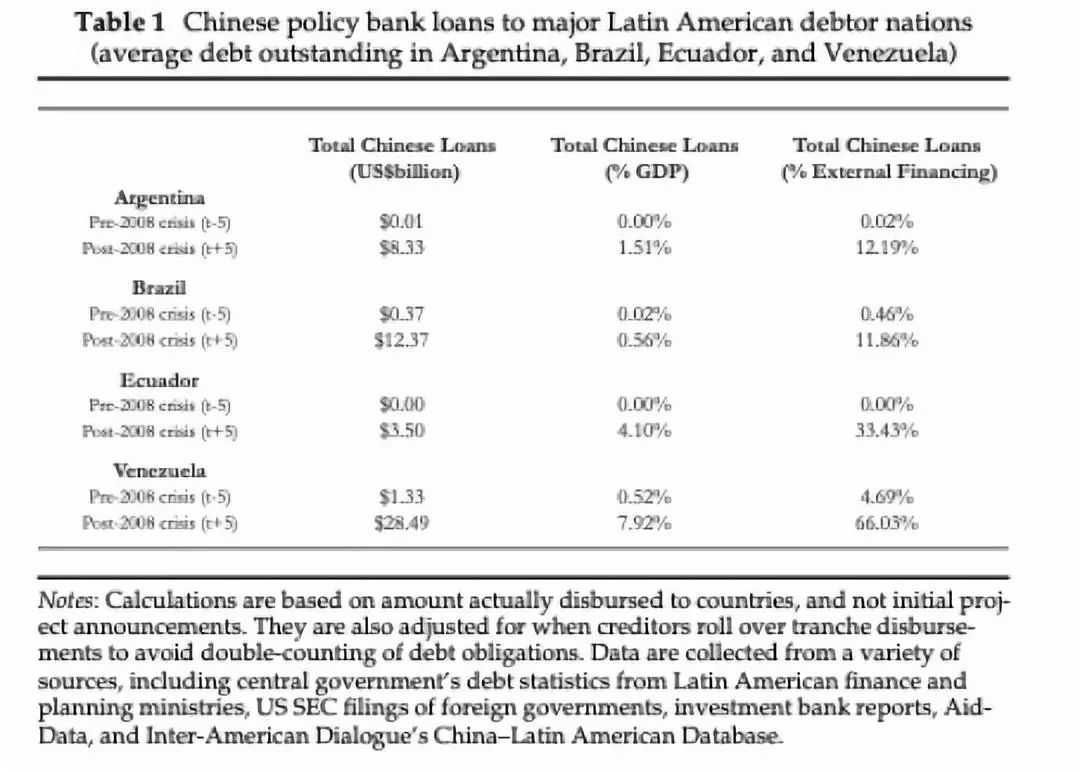 Table 1 Chinese policy bank loans to major Latin American debtor nations
(average debt outstanding in Argentina, Brazil, Ecuador, and Venezuela)
Total Chinese Loans Total Chinese Loans Total Chinese Loans
(US$billion) (% GDP) (% External Financing)
Argentina
Pre-2008 crisis (t-5) $0.01 0.00% 0.02%
Post-2008 crisis (t+5) $8.33 1.51% 12.19%
Brazil
Pre-2008 crisis (t-5) $0.37 0.02% 0.46%
Post-2008 crisis (t+5) $12.37 0.56% 11.86%
Ecuador
Pre-2008 crisis (t-5) $0.00 0.00% 0.00%
Post-2008 crisis (t+5) $3.50 4.10% 33.43%
Venezuela
Pre-2008 crisis (t-5) $1.33 0.52% 4.69%
Post-2008 crisis (t+5) $28.49 7.92% 66.03%
Notes: Calculations are based on amount actually disbursed to countries, and not initial proj-
ect announcements. They are also adjusted for when creditors roll over tranche disburse-
ments to avoid double-counting of debt obligations. Data are collected from a variety of
sources, including central government's debt statistics from Latin American finance and
planning ministries, US SEC filings of foreign governments, investment bank reports, Aid-
Data, and Inter-American Dialogue's China–Latin American Database.